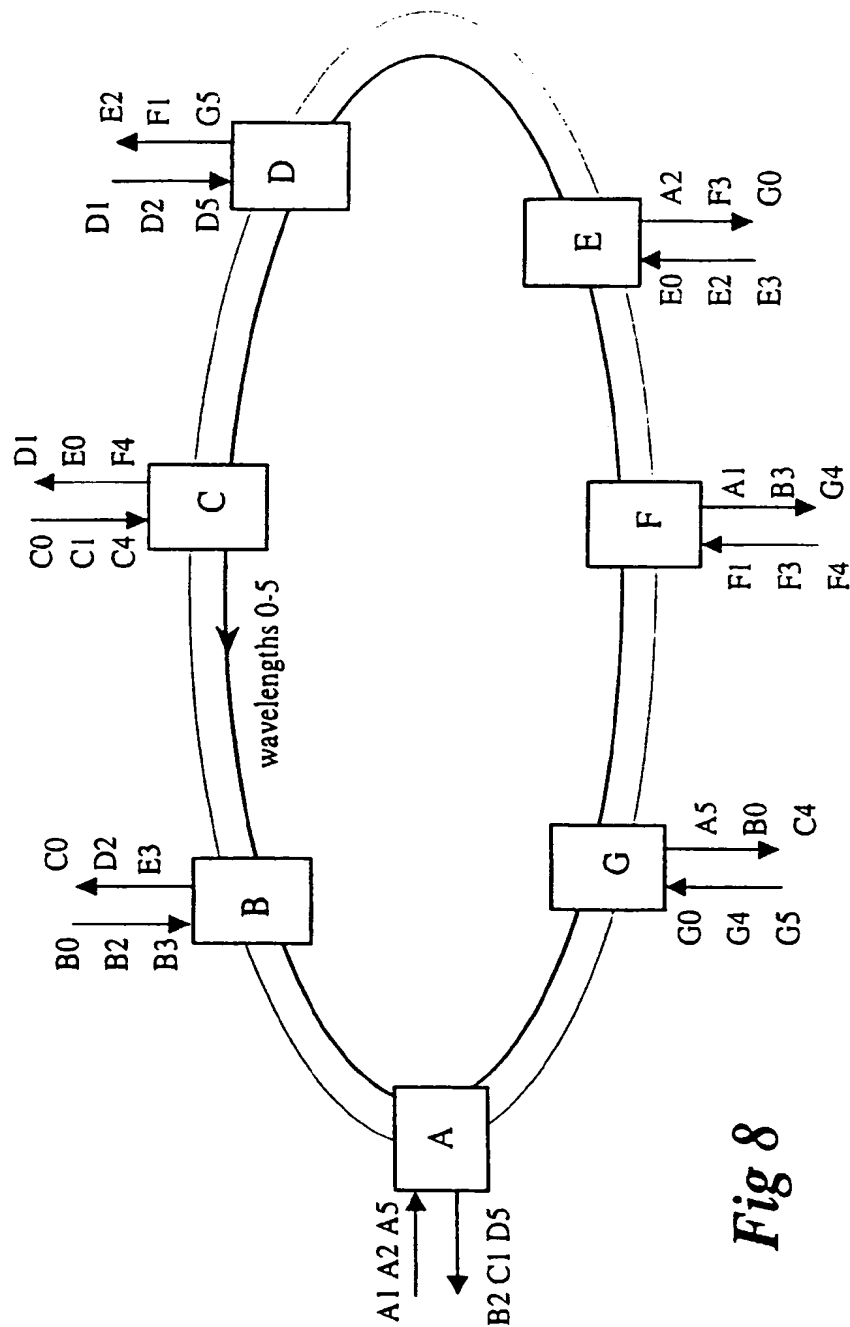 E2
F1
G5
D1
D2
D5
D
D1
E0
F4
C0
C1
C4
C
A2
F3
G0
E
E0
E2
E3
wavelengths 0-5
A1
B3
G4
F
F1
F3
F4
C0
D2
E3
B0
B2
B3
B
A5
B0
C4
G
G0
G4
G5
A
A1 A2 A5
B2 C1 D5
Fig 8